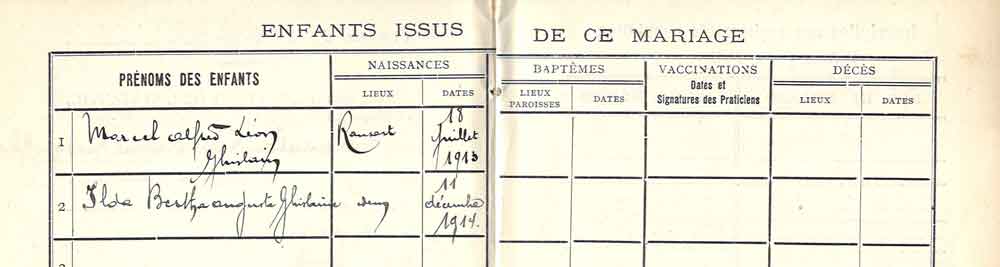 ENFANTS ISSUS DE CE MARIAGE
PRÉNOMS DES ENFANTS
NAISSANCES
LIEUX
DATES
BAPTÊMES
LIEUX
PAROISSES
DATES
VACCINATIONS
Dates et
Signatures des Praticiens
DÉCÈS
LIEUX
DATES
1
Marcel Alfred Léon
Ghislain
Ransart
18
juillet
1913
2
Ilda Bertha Augusta Ghislaine
idem
11
décembre
1914.
3